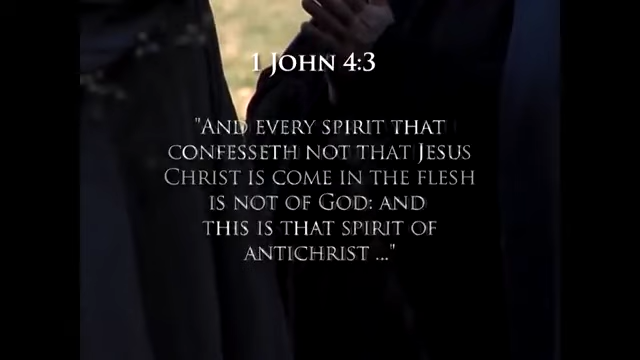 1 John 4:3
"And every spirit that
confesseth not that Jesus
Christ is come in the flesh
is not of God: and
this is that spirit of
antichrist ..."